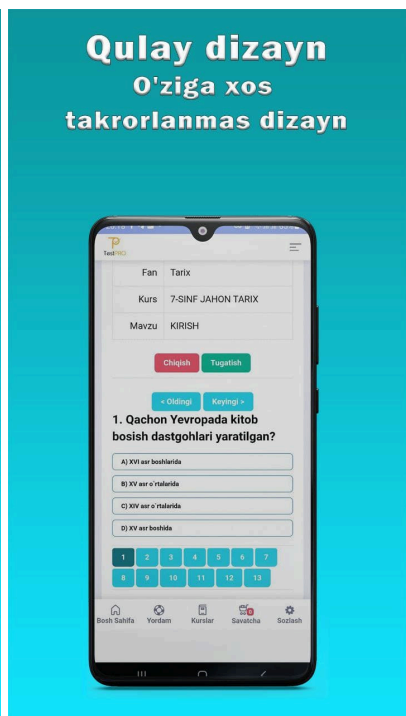 Qulay dizayn
O'ziga xos
takrorlanmas dizayn
TestPRO
Fan Tarix
Kurs 7-SINF JAHON TARIX
Mavzu KIRISH
Chiqish Tugatish
< Oldingi Keyingi >
1. Qachon Yevropada kitob
bosish dastgohlari yaratilgan?
A) XVI asr boshlarida
B) XV asr o`rtalarida
C) XIV asr o`rtalarida
D) XV asr boshida
1 2 3 4 5 6 7
8 9 10 11 12 13
Bosh Sahifa Yordam Kurslar Savatcha Sozlash